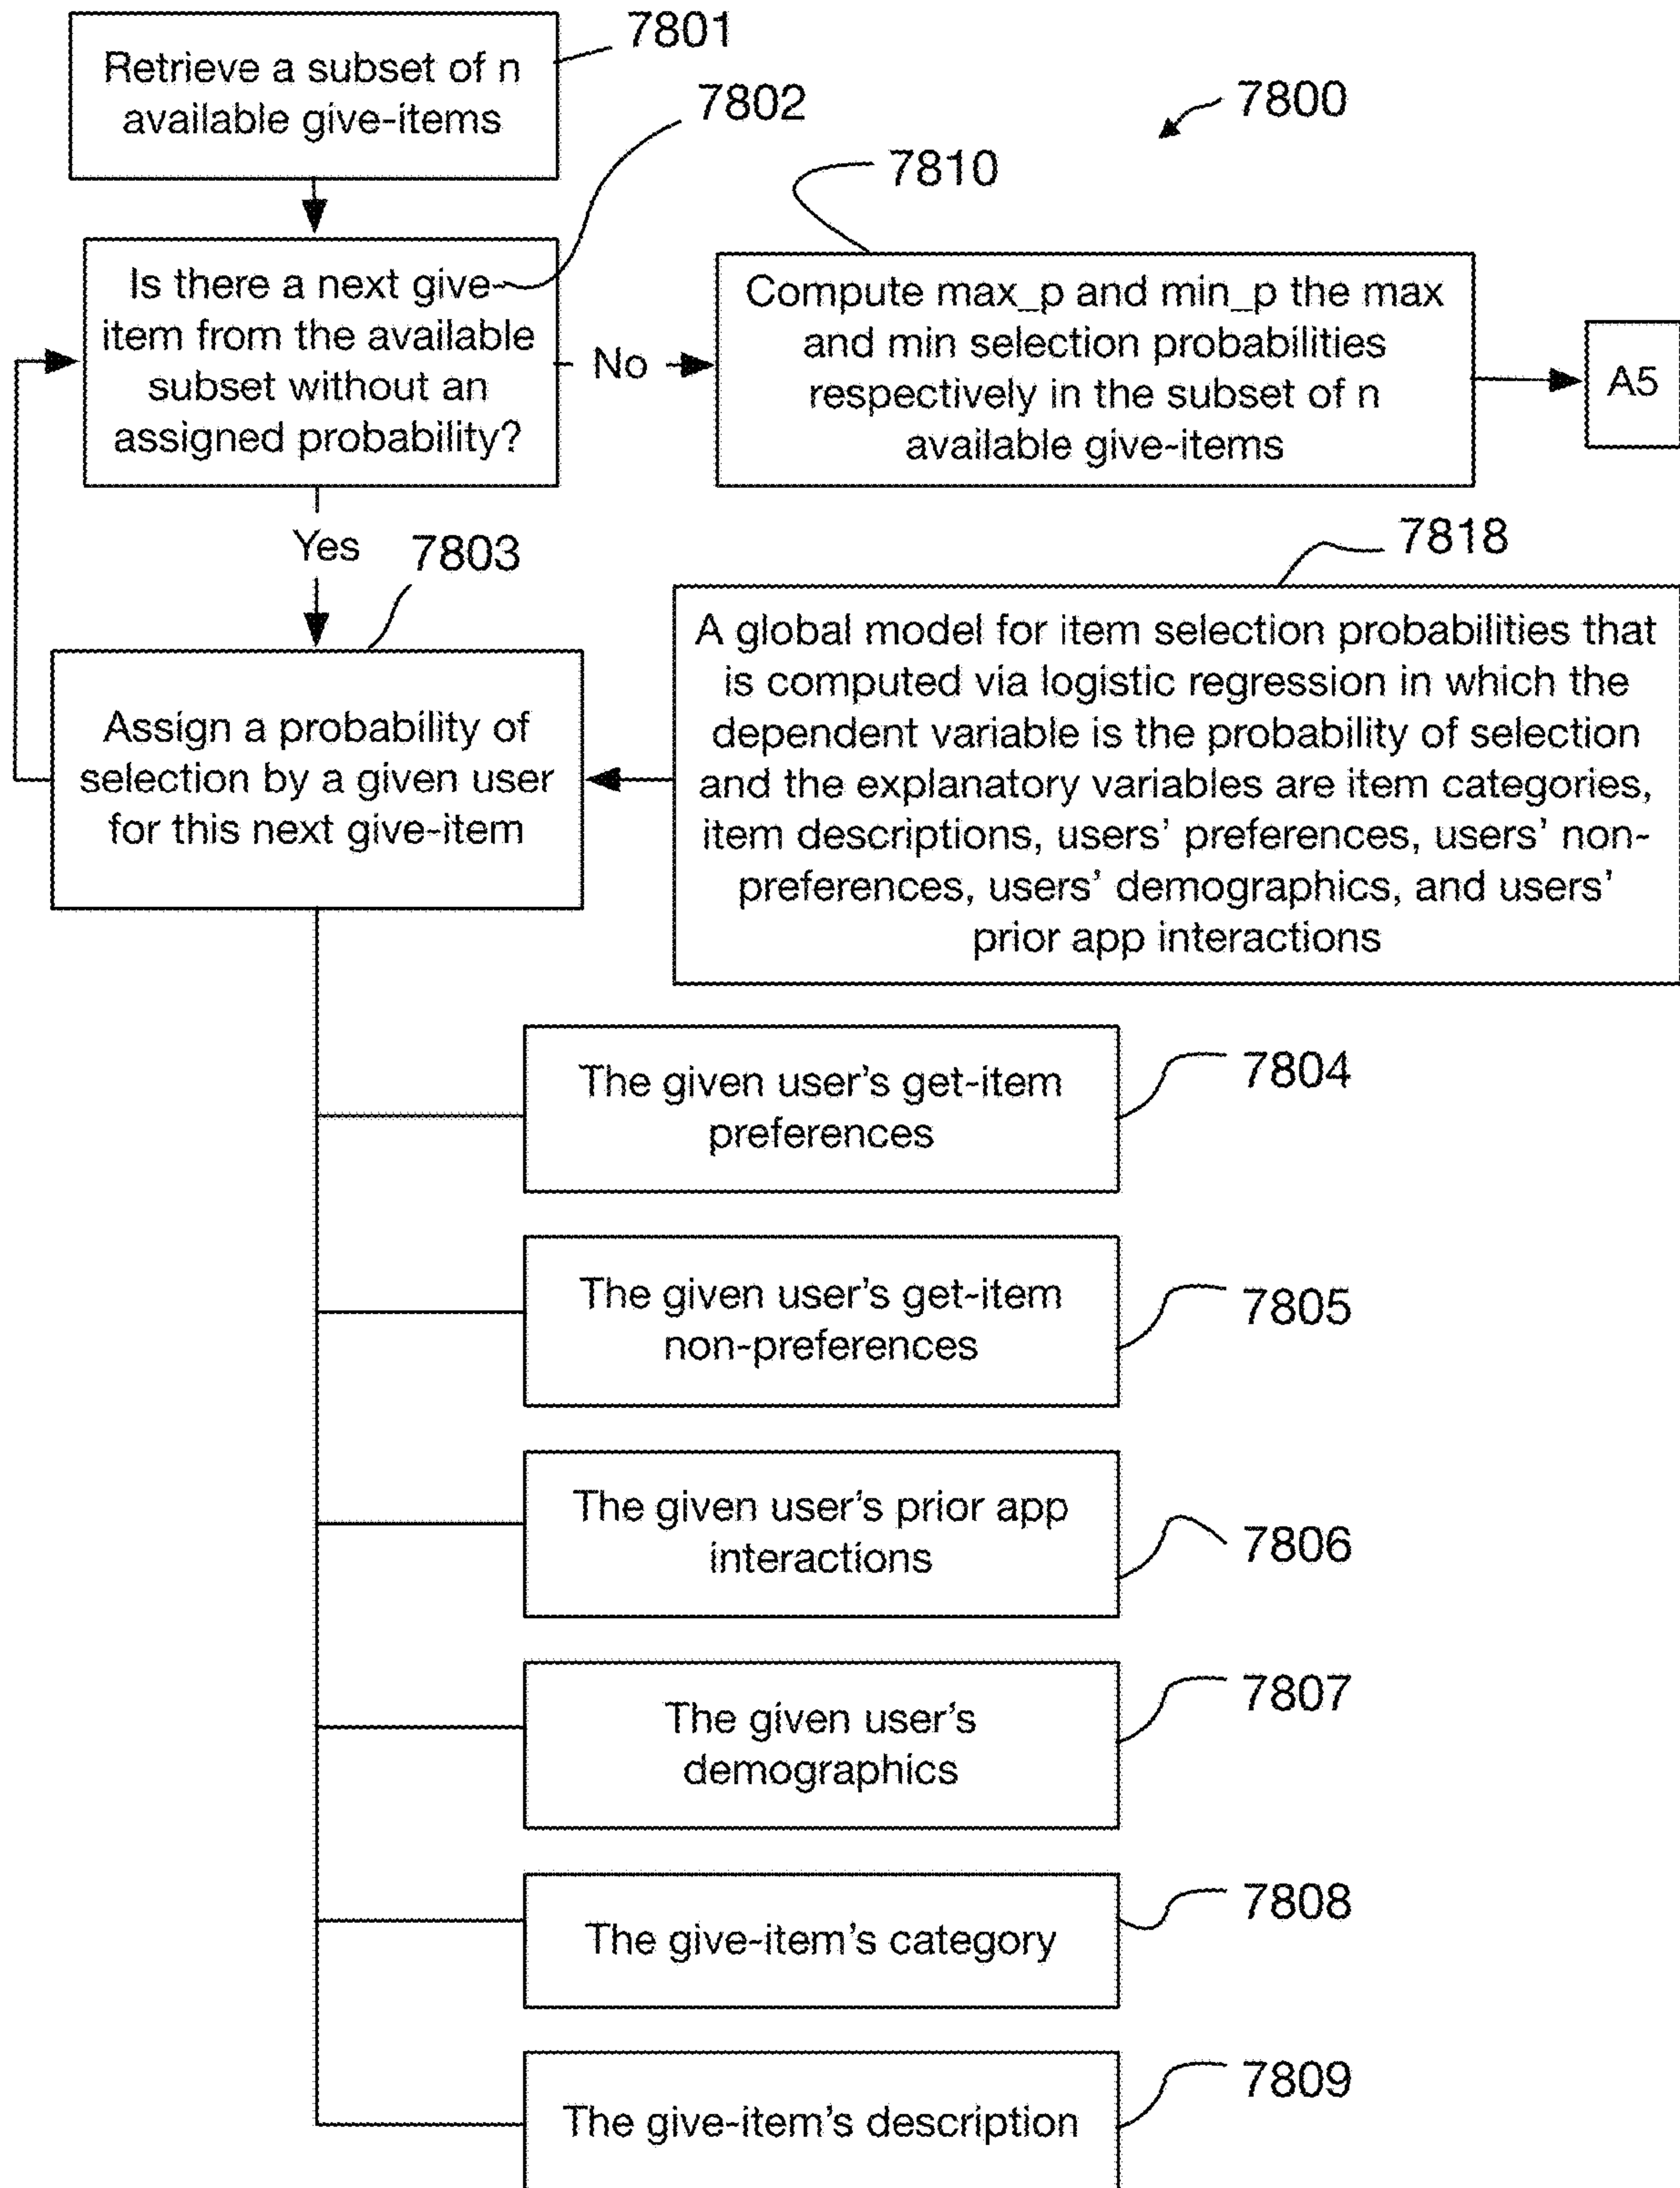 7801
Retrieve a subset of n
available give-items
7802
7800
7810
Is there a next give-
item from the available
subset without an
assigned probability?
No
Compute max_p and min_p the max
and min selection probabilities
respectively in the subset of n
available give-items
A5
Yes
7803
7818
Assign a probability of
selection by a given user
for this next give-item
A global model for item selection probabilities that
is computed via logistic regression in which the
dependent variable is the probability of selection
and the explanatory variables are item categories,
item descriptions, users’ preferences, users’ non-
preferences, users’ demographics, and users’
prior app interactions
The given user’s get-item
preferences
7804
The given user’s get-item
non-preferences
7805
The given user’s prior app
interactions
7806
The given user’s
demographics
7807
The give-item’s category
7808
The give-item’s description
7809